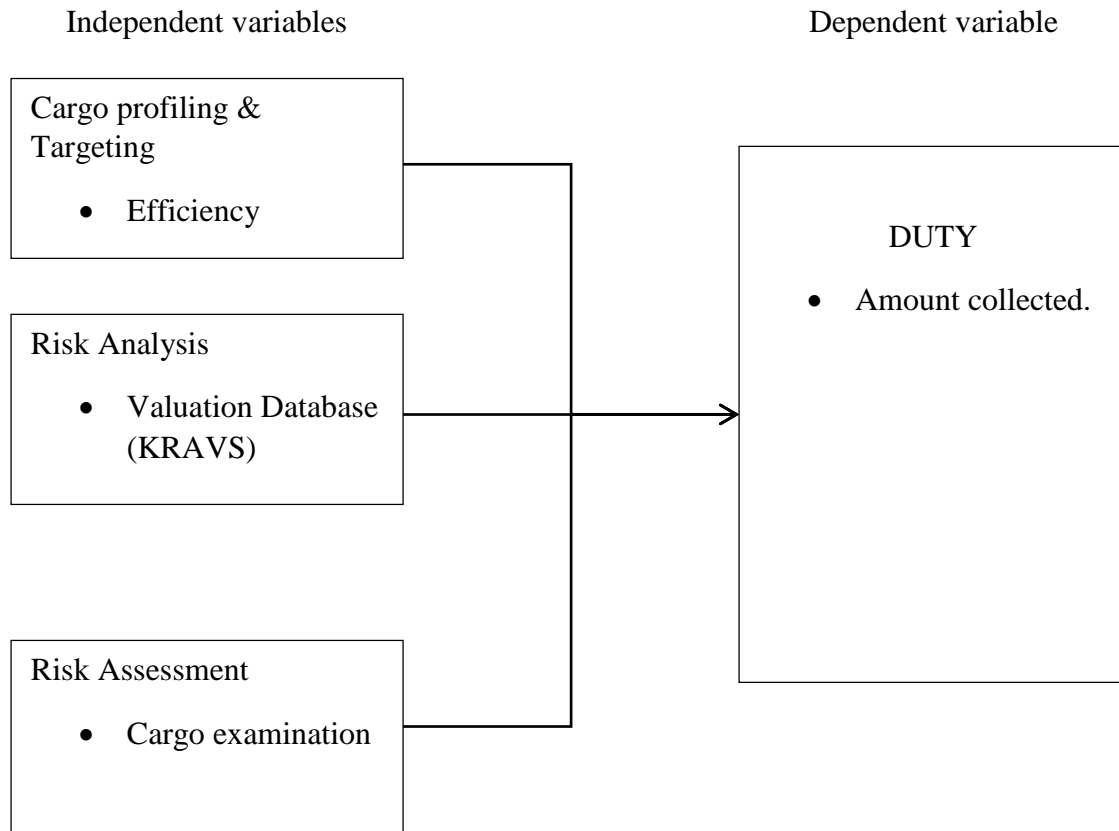 Independent variables
Dependent variable
Cargo profiling &
Targeting
• Efficiency
Risk Analysis
• Valuation Database
(KRAVS)
Risk Assessment
• Cargo examination
DUTY
• Amount collected.